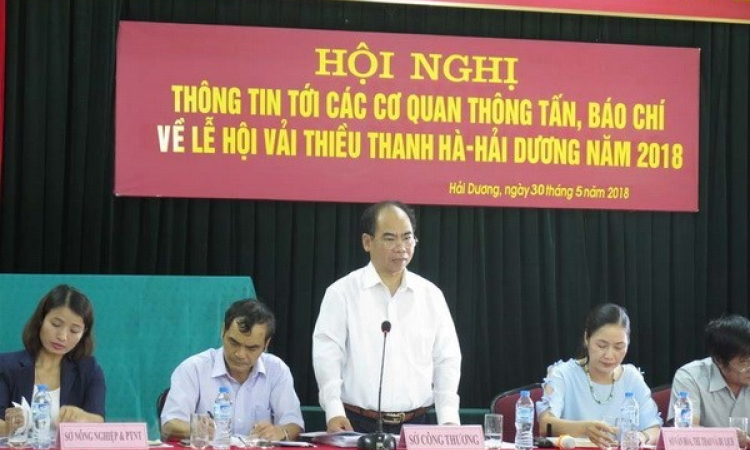 HỘI NGHỊ
THÔNG TIN TỚI CÁC CƠ QUAN THÔNG TẤN, BÁO CHÍ
VỀ LỄ HỘI VẢI THIỀU THANH HÀ-HẢI DƯƠNG NĂM 2018
Hải Dương, ngày 30 tháng 5 năm 2018
SỞ NÔNG NGHIỆP & PTNT
SỞ CÔNG THƯƠNG
SỞ VĂN HÓA, THỂ THAO VÀ DU LỊCH